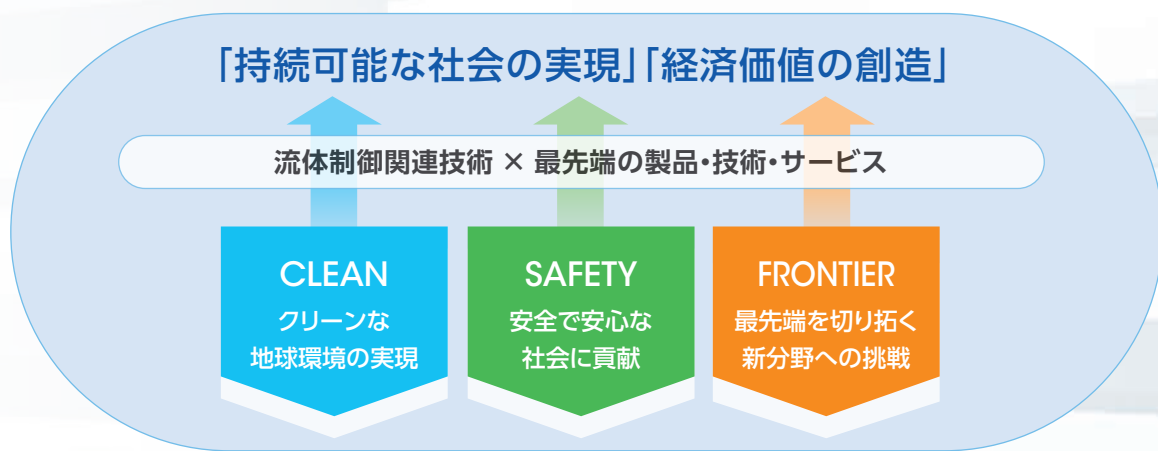 「持続可能な社会の実現」「経済価値の創造」
流体制御関連技術 × 最先端の製品・技術・サービス
CLEAN
クリーンな
地球環境の実現
SAFETY
安全で安心な
社会に貢献
FRONTIER
最先端を切り拓く
新分野への挑戦